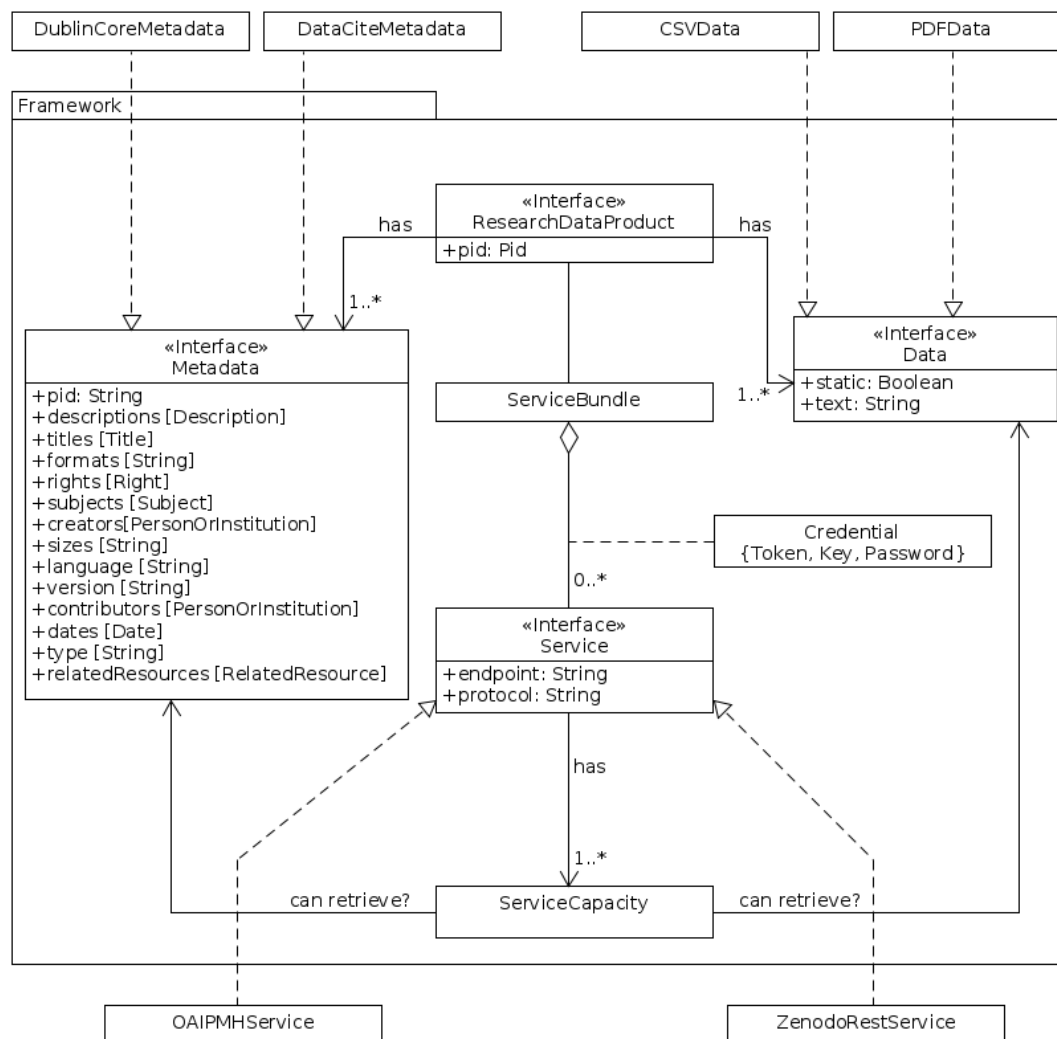 DublinCoreMetadata
DataCiteMetadata
CSVData
PDFData
Framework
«Interface»
ResearchDataProduct
+pid: Pid
has
has
1..*
1..*
«Interface»
Metadata
+pid: String
+descriptions [Description]
+titles [Title]
+formats [String]
+rights [Right]
+subjects [Subject]
+creators[PersonOrInstitution]
+sizes [String]
+language [String]
+version [String]
+contributors [PersonOrInstitution]
+dates [Date]
+type [String]
+relatedResources [RelatedResource]
«Interface»
Data
+static: Boolean
+text: String
ServiceBundle
Credential
{Token, Key, Password}
0..*
«Interface»
Service
+endpoint: String
+protocol: String
has
1..*
can retrieve?
ServiceCapacity
can retrieve?
OAIPMHService
ZenodoRestService